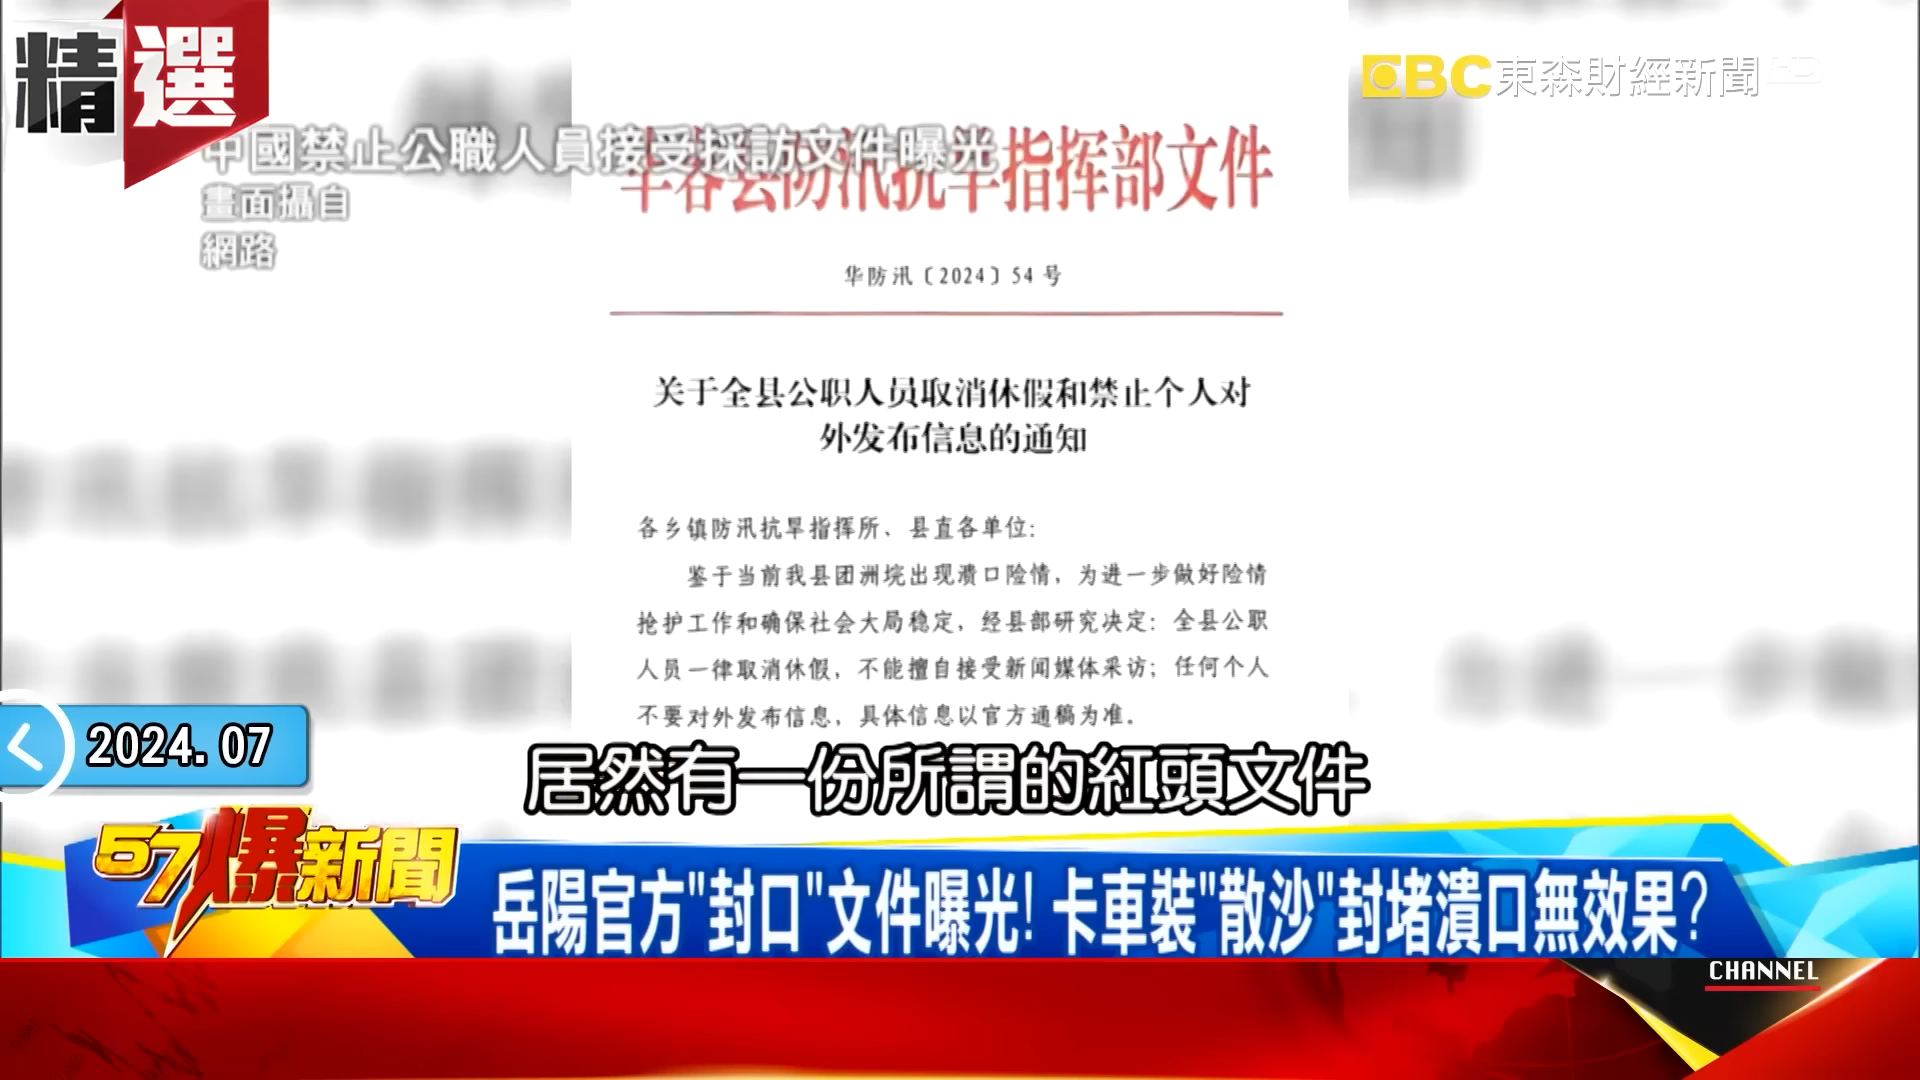 精選
EBC東森財經新聞
中國禁止公職人員接受採訪文件曝光
畫面攝自
網路
华容县防汛抗旱指挥部文件
华防汛〔2024〕54 号
关于全县公职人员取消休假和禁止个人对
外发布信息的通知
各乡镇防汛抗旱指挥所、县直各单位:
鉴于当前我县团洲垸出现溃口险情，为进一步做好险情
抢护工作和确保社会大局稳定，经县部研究决定: 全县公职
人员一律取消休假，不能擅自接受新闻媒体采访; 任何个人
不要对外发布信息，具体信息以官方通稿为准。
2024.07
居然有一份所謂的紅頭文件
57爆新聞
岳陽官方"封口"文件曝光! 卡車裝"散沙"封堵潰口無效果?
CHANNEL